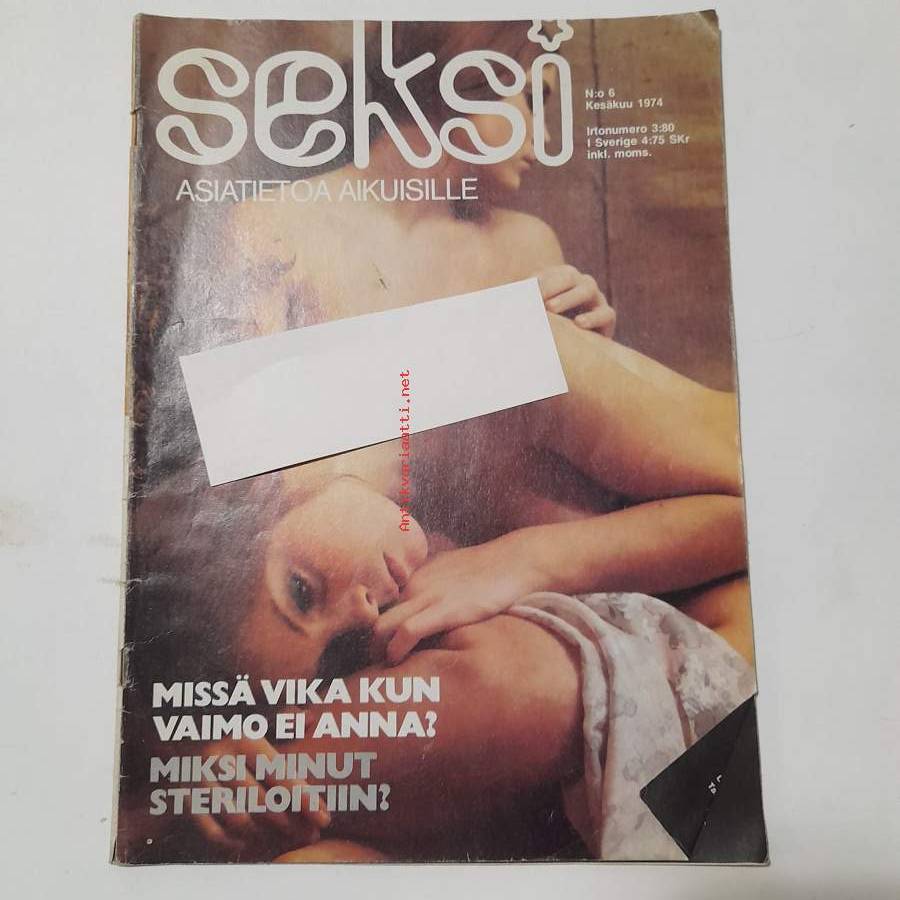 seksi
N:o 6
Kesäkuu 1974
Irtonumero 3:80
I Sverige 4:75 SKr
inkl. moms.
ASIATIETOA AIKUISILLE
Antikvariaatti.net
MISSÄ VIKA KUN
VAIMO EI ANNA?
MIKSI MINUT
STERILOITIIN?